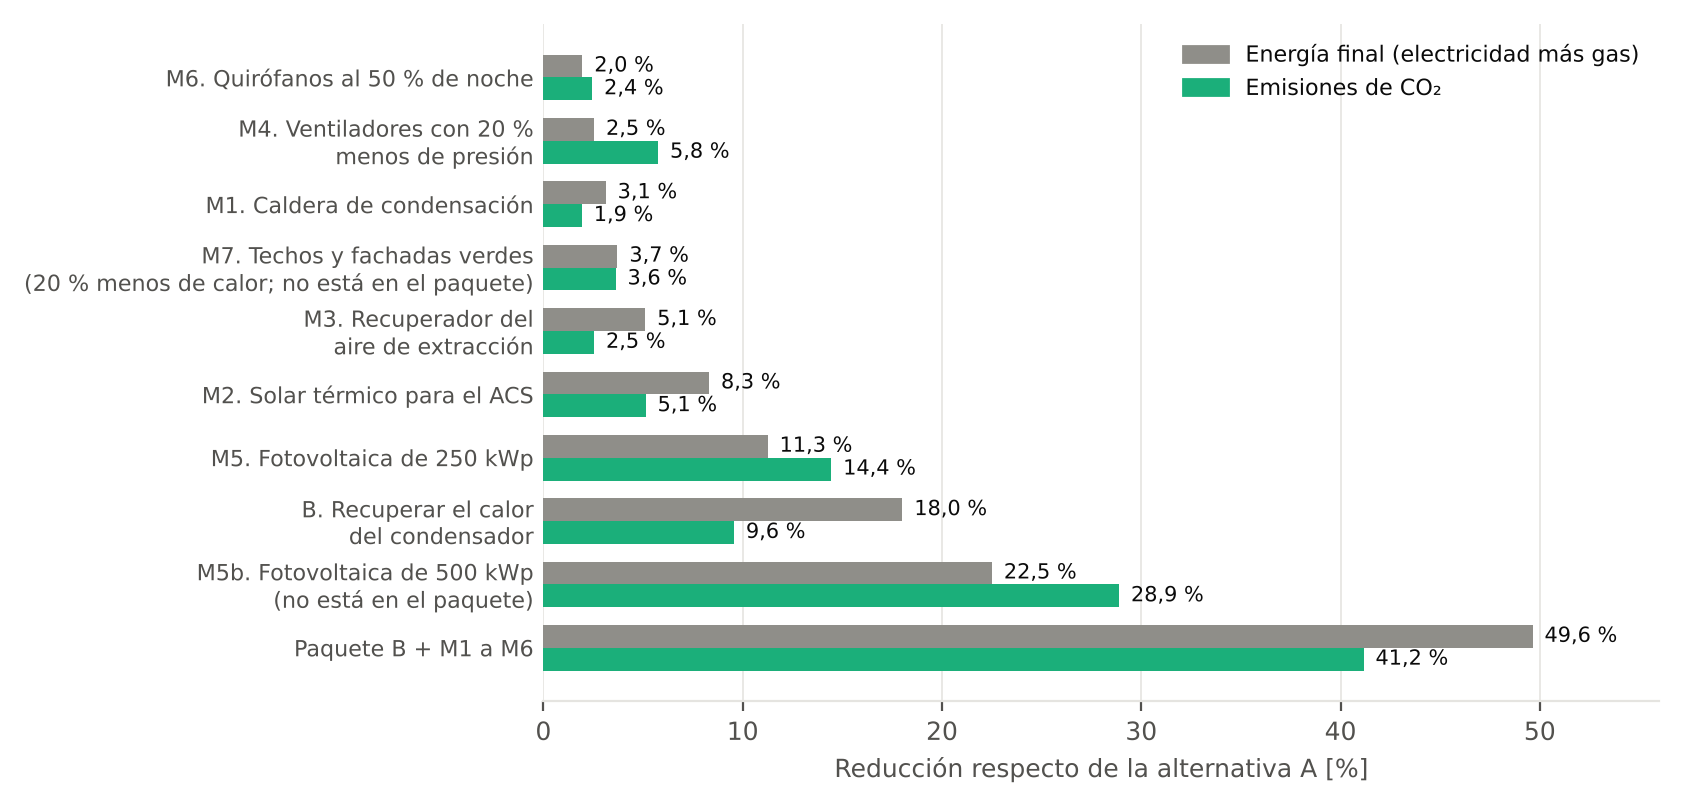 Energía final (electricidad más gas)
Emisiones de CO₂
M6. Quirófanos al 50 % de noche
2,0 %
2,4 %
M4. Ventiladores con 20 %
menos de presión
2,5 %
5,8 %
M1. Caldera de condensación
3,1 %
1,9 %
M7. Techos y fachadas verdes
(20 % menos de calor; no está en el paquete)
3,7 %
3,6 %
M3. Recuperador del
aire de extracción
5,1 %
2,5 %
M2. Solar térmico para el ACS
8,3 %
5,1 %
M5. Fotovoltaica de 250 kWp
11,3 %
14,4 %
B. Recuperar el calor
del condensador
18,0 %
9,6 %
M5b. Fotovoltaica de 500 kWp
(no está en el paquete)
22,5 %
28,9 %
Paquete B + M1 a M6
49,6 %
41,2 %
0 10 20 30 40 50
Reducción respecto de la alternativa A [%]